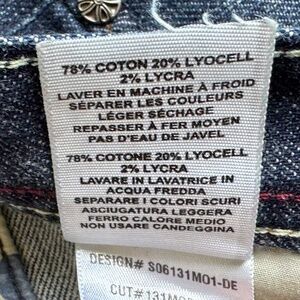 78% COTON 20% LYOCELL
2% LYCRA
LAVER EN MACHINE À FROID
SÉPARER LES COULEURS
LÉGER SÉCHAGE
REPASSER À FER MOYEN
PAS D'EAU DE JAVEL
78% COTONE 20% LYOCELL
2% LYCRA
LAVARE IN LAVATRICE IN
ACQUA FREDDA
SEPARARE I COLORI SCURI
ASCIUGATURA LEGGERA
FERRO CALORE MEDIO
NON USARE CANDEGGINA
DESIGN# S06131M01-DE